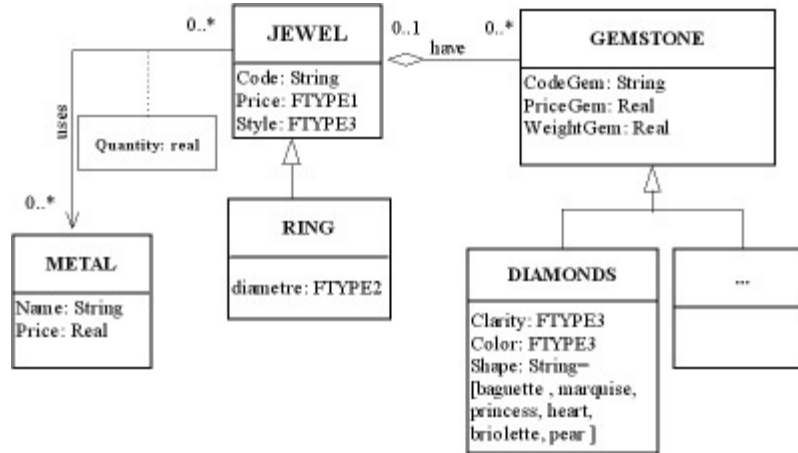 0..*
JEWEL
Code: String
Price: FTYPE1
Style: FTYPE3
0..1
have
0..*
GEMSTONE
CodeGem: String
PriceGem: Real
WeightGem: Real
uses
Quantity: real
0..*
METAL
Name: String
Price: Real
RING
diametre: FTYPE2
DIAMONDS
Clarity: FTYPE3
Color: FTYPE3
Shape: String=
[baguette , marquise,
princess, heart,
briolette, pear ]
...